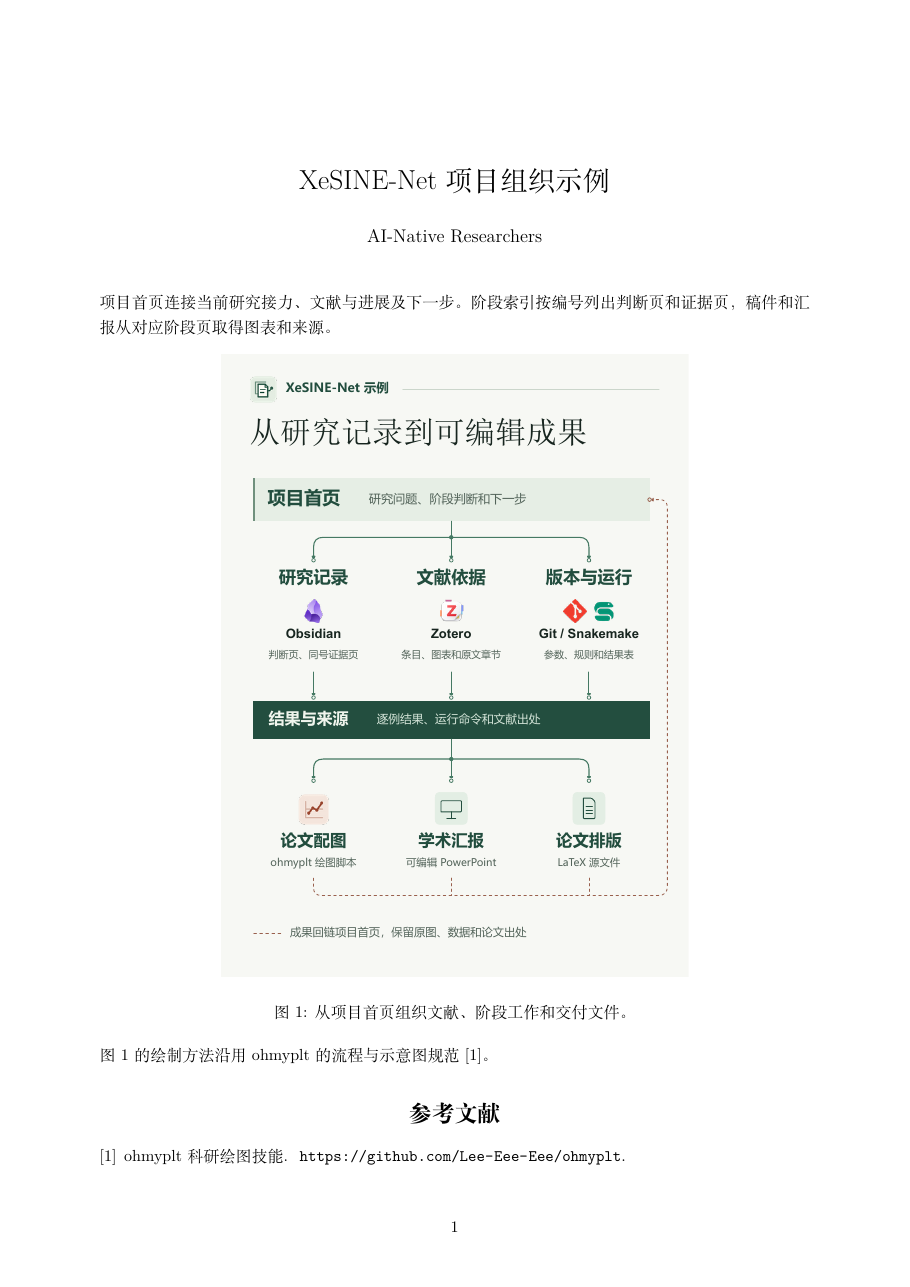 XeSINE-Net 项目组织示例
AI-Native Researchers
项目首页连接当前研究接力、文献与进展及下一步。阶段索引按编号列出判断页和证据页，稿件和汇
报从对应阶段页取得图表和来源。
XeSINE-Net 示例
从研究记录到可编辑成果
项目首页 研究问题、阶段判断和下一步
研究记录 文献依据 版本与运行
Obsidian Zotero Git / Snakemake
判断页、同号证据页 条目、图表和原文章节 参数、规则和结果表
结果与来源 逐例结果、运行命令和文献出处
论文配图 学术汇报 论文排版
ohmyplt 绘图脚本 可编辑 PowerPoint LaTeX 源文件
成果回链项目首页，保留原图、数据和论文出处
图 1: 从项目首页组织文献、阶段工作和交付文件。
图 1 的绘制方法沿用 ohmyplt 的流程与示意图规范 [1]。
参考文献
[1] ohmyplt 科研绘图技能. https://github.com/Lee-Eee-Eee/ohmyplt.
1